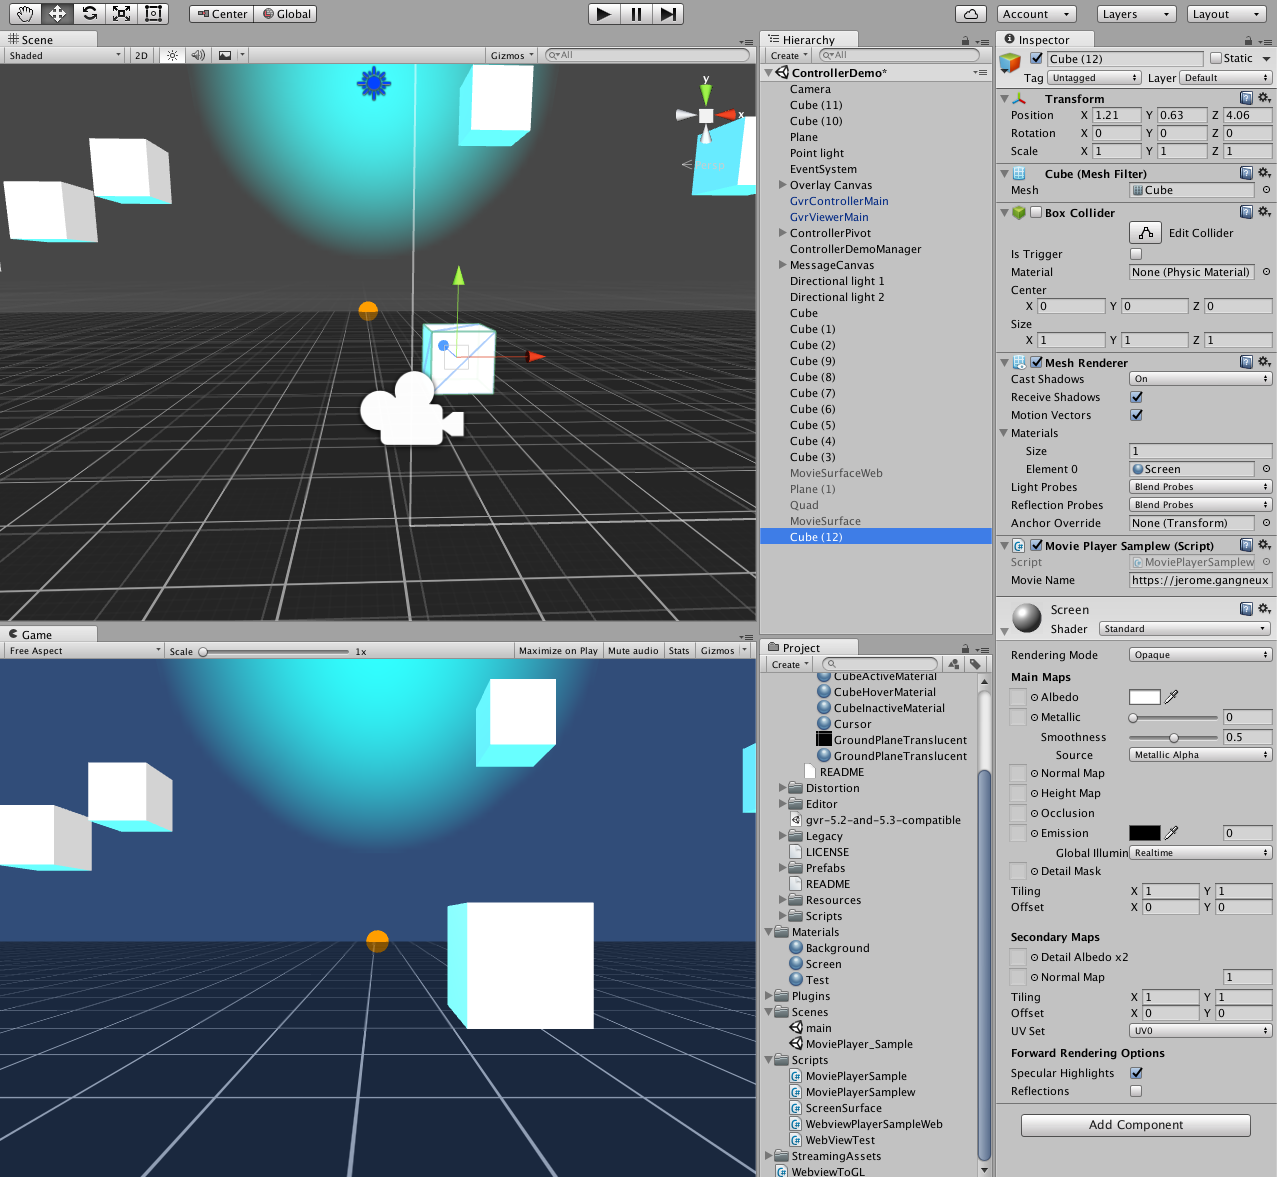 Center Global Account Layers Layout
Scene
Shaded 2D Gizmos All
y
x
Persp
Game
Free Aspect Scale 1x Maximize on Play Mute audio Stats Gizmos
Hierarchy
Create All
ControllerDemo*
Camera
Cube (11)
Cube (10)
Plane
Point light
EventSystem
Overlay Canvas
GvrControllerMain
GvrViewerMain
ControllerPivot
ControllerDemoManager
MessageCanvas
Directional light 1
Directional light 2
Cube
Cube (1)
Cube (2)
Cube (9)
Cube (8)
Cube (7)
Cube (6)
Cube (5)
Cube (4)
Cube (3)
MovieSurfaceWeb
Plane (1)
Quad
MovieSurface
Cube (12)
Project
Create
CubeActiveMaterial
CubeHoverMaterial
CubeInactiveMaterial
Cursor
GroundPlaneTranslucent
GroundPlaneTranslucent
README
Distortion
Editor
gvr-5.2-and-5.3-compatible
Legacy
LICENSE
Prefabs
README
Resources
Scripts
Materials
Background
Screen
Test
Plugins
Scenes
main
MoviePlayer_Sample
Scripts
MoviePlayerSample
MoviePlayerSamplew
ScreenSurface
WebviewPlayerSampleWeb
WebViewTest
StreamingAssets
WebviewToGL
Inspector
Cube (12) Static
Tag Untagged Layer Default
Transform
Position X 1.21 Y 0.63 Z 4.06
Rotation X 0 Y 0 Z 0
Scale X 1 Y 1 Z 1
Cube (Mesh Filter)
Mesh Cube
Box Collider
Edit Collider
Is Trigger
Material None (Physic Material)
Center
X 0 Y 0 Z 0
Size
X 1 Y 1 Z 1
Mesh Renderer
Cast Shadows On
Receive Shadows
Motion Vectors
Materials
Size 1
Element 0 Screen
Light Probes Blend Probes
Reflection Probes Blend Probes
Anchor Override None (Transform)
Movie Player Samplew (Script)
Script MoviePlayerSamplew
Movie Name https://jerome.gangneux
Screen
Shader Standard
Rendering Mode Opaque
Main Maps
Albedo
Metallic 0
Smoothness 0.5
Source Metallic Alpha
Normal Map
Height Map
Occlusion
Emission 0
Global Illumin Realtime
Detail Mask
Tiling X 1 Y 1
Offset X 0 Y 0
Secondary Maps
Detail Albedo x2
Normal Map 1
Tiling X 1 Y 1
Offset X 0 Y 0
UV Set UV0
Forward Rendering Options
Specular Highlights
Reflections
Add Component